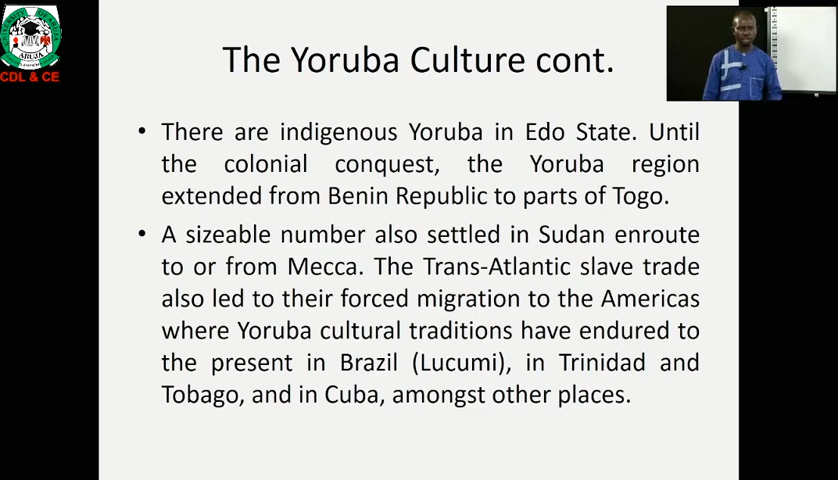 UNIVERSITY OF ABUJA
CDL & CE
The Yoruba Culture cont.
• There are indigenous Yoruba in Edo State. Until
the colonial conquest, the Yoruba region
extended from Benin Republic to parts of Togo.
• A sizeable number also settled in Sudan enroute
to or from Mecca. The Trans-Atlantic slave trade
also led to their forced migration to the Americas
where Yoruba cultural traditions have endured to
the present in Brazil (Lucumi), in Trinidad and
Tobago, and in Cuba, amongst other places.